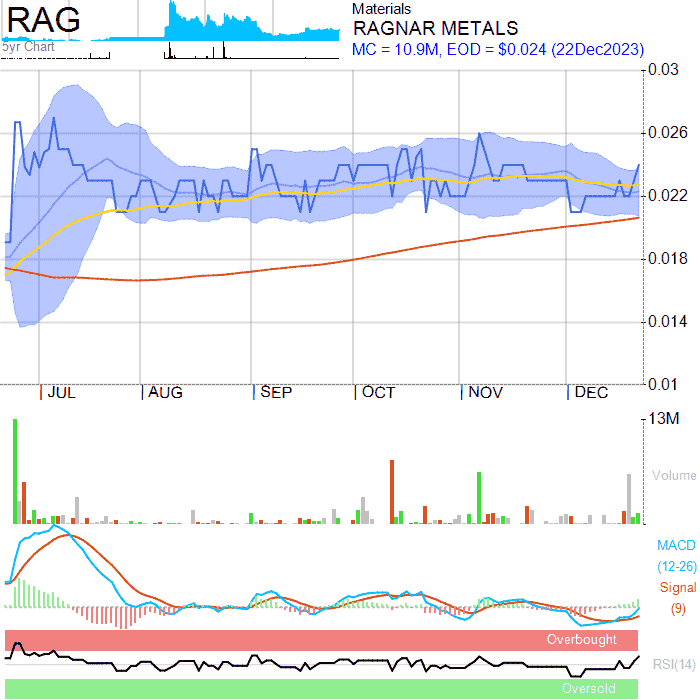 RAG
5yr Chart
Materials
RAGNAR METALS
MC = 10.9M, EOD = $0.024 (22Dec2023)
0.03
0.026
0.022
0.018
0.014
0.01
JUL AUG SEP OCT NOV DEC
13M
Volume
MACD
(12-26)
Signal
(9)
Overbought
RSI(14)
Oversold